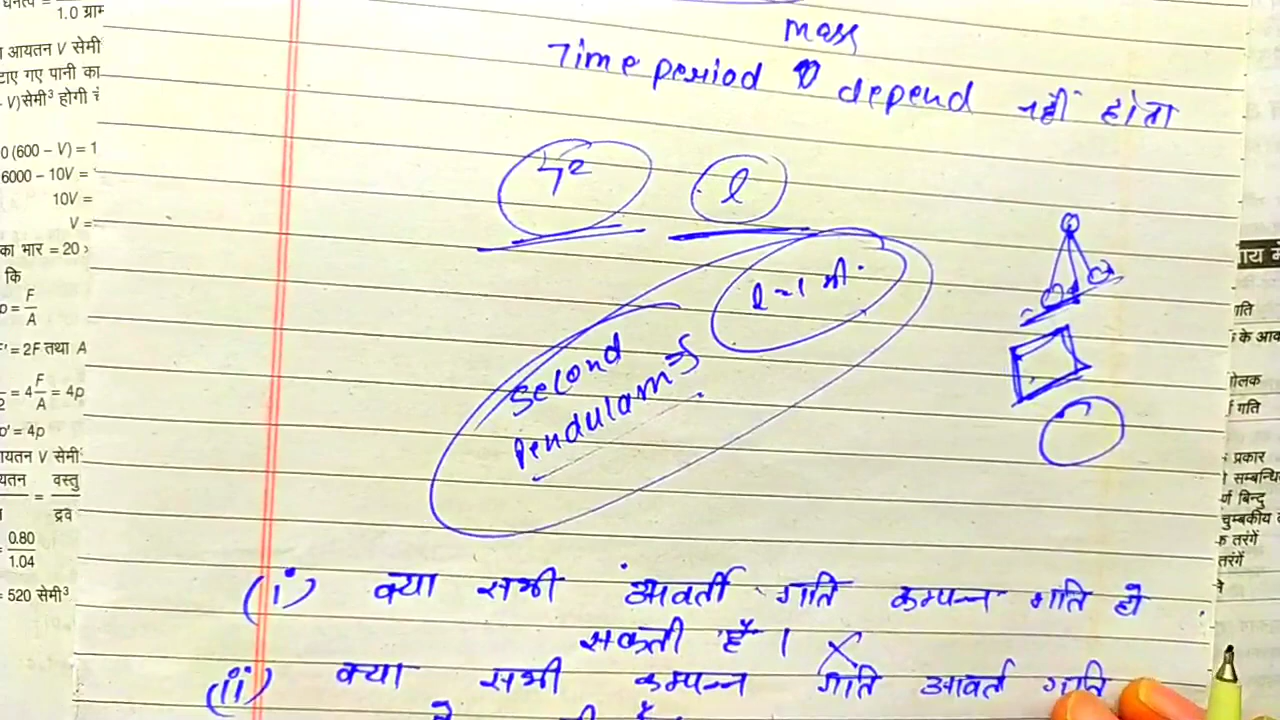 mass
Time period depend नहीं होता
T² l
l = 1 मी.
Second
Pendulam में
(i) क्या सभी आवर्ती गति कम्पन्न गति हो
सकती है । X
(ii) क्या सभी कम्पन्न गति आवर्त गति
1.0 ग्राम
आयतन V सेमी
टाए गए पानी का
V)सेमी³ होगी
0(600 - V) = 1
6000 - 10V =
10V =
V =
का भार = 20
कि
F
A
' = 2F तथा A
= 4 F/A = 4p
p' = 4p
ायतन V सेमी
यतन = वस्तु
द्रव
0.80
1.04
= 520 सेमी³
गति
के आव
ोलक
गति
प्रकार
सम्बन्धि
र्ण बिन्दु
चुम्बकीय
तरंगें
तरंगें